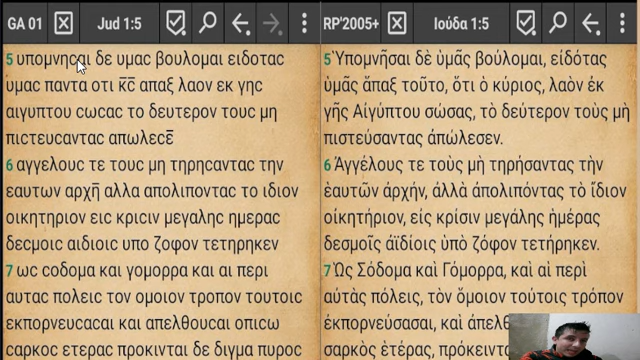 GA 01 Jud 1:5
5 υπομνηϲαι δε υμαϲ βουλομαι ειδοταϲ
ϋμαϲ παντα οτι κ̅ϲ̅ απαξ λαον εκ γηϲ
αιγυπτου ϲωϲαϲ το δευτερον τουϲ μη
πιϲτευϲανταϲ απωλεϲε̅
6 αγγελουϲ τε τουϲ μη τηρηϲανταϲ την
εαυτων αρχη̅ αλλα απολιπονταϲ το ιδιον
οικητηριον ειϲ κριϲιν μεγαληϲ ημεραϲ
δεϲμοιϲ αιδιοιϲ υπο ζοφον τετηρηκεν
7 ωϲ ϲοδομα και γομορρα και αι περι
αυταϲ πολειϲ τον ομοιον τροπον τουτοιϲ
εκπορνευϲαϲαι και απελθουϲαι οπιϲω
ϲαρκοϲ ετεραϲ προκινται δε διγμα πυροϲ
RP'2005+ Ιούδα 1:5
5 Ὑπομνῆσαι δὲ ὑμᾶς βούλομαι, εἰδότας
ὑμᾶς ἅπαξ τοῦτο, ὅτι ὁ κύριος, λαὸν ἐκ
γῆς Αἰγύπτου σώσας, τὸ δεύτερον τοὺς μὴ
πιστεύσαντας ἀπώλεσεν.
6 Ἀγγέλους τε τοὺς μὴ τηρήσαντας τὴν
ἑαυτῶν ἀρχήν, ἀλλὰ ἀπολιπόντας τὸ ἴδιον
οἰκητήριον, εἰς κρίσιν μεγάλης ἡμέρας
δεσμοῖς ἀϊδίοις ὑπὸ ζόφον τετήρηκεν.
7 Ὡς Σόδομα καὶ Γόμορρα, καὶ αἱ περὶ
αὐτὰς πόλεις, τὸν ὅμοιον τούτοις τρόπον
ἐκπορνεύσασαι, καὶ ἀπελθ
σαρκὸς ἑτέρας, πρόκειντα